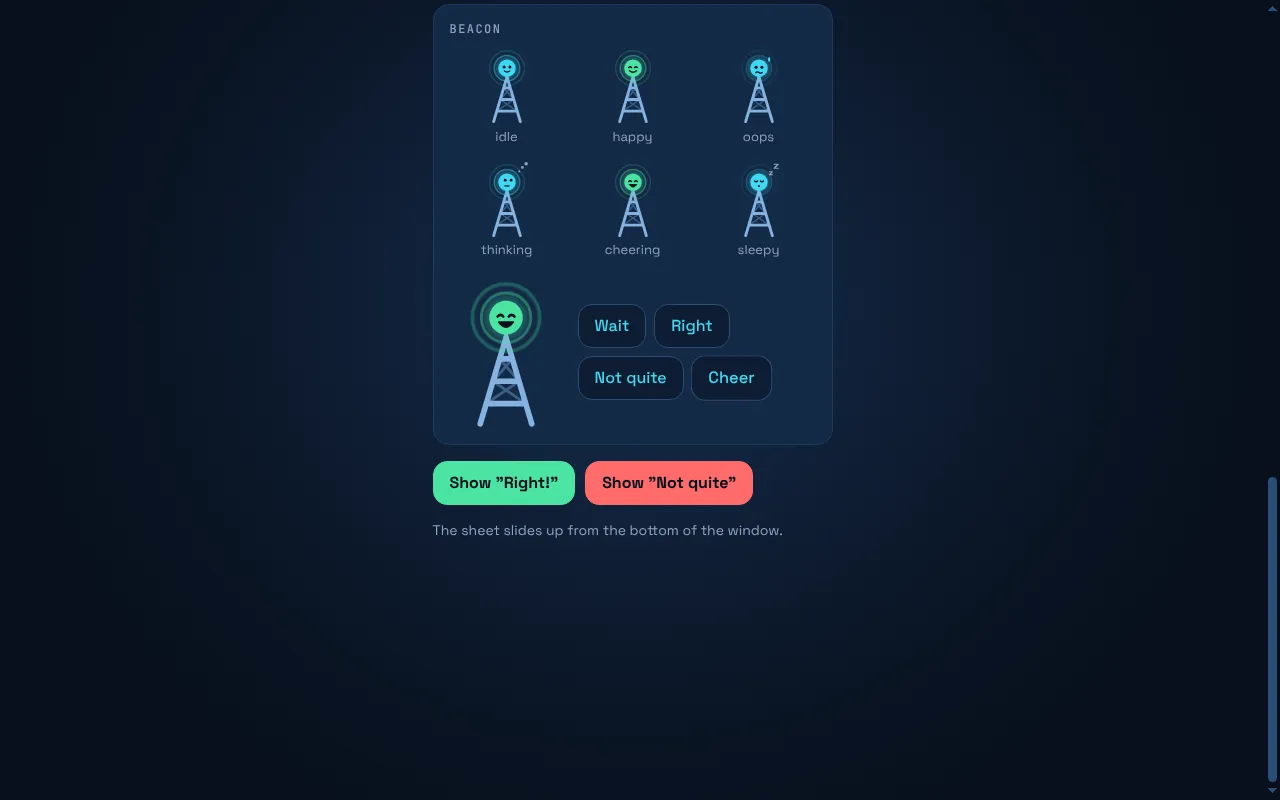 BEACON
idle happy oops
thinking cheering sleepy
Wait Right
Not quite Cheer
Show ”Right!” Show ”Not quite”
The sheet slides up from the bottom of the window.